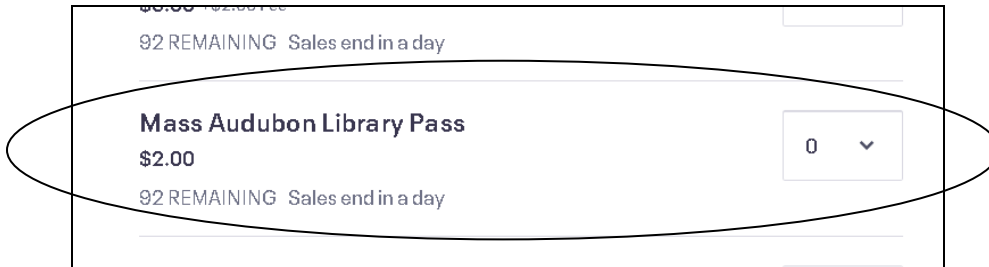 92 REMAINING Sales end in a day
Mass Audubon Library Pass
$2.00
0
92 REMAINING Sales end in a day